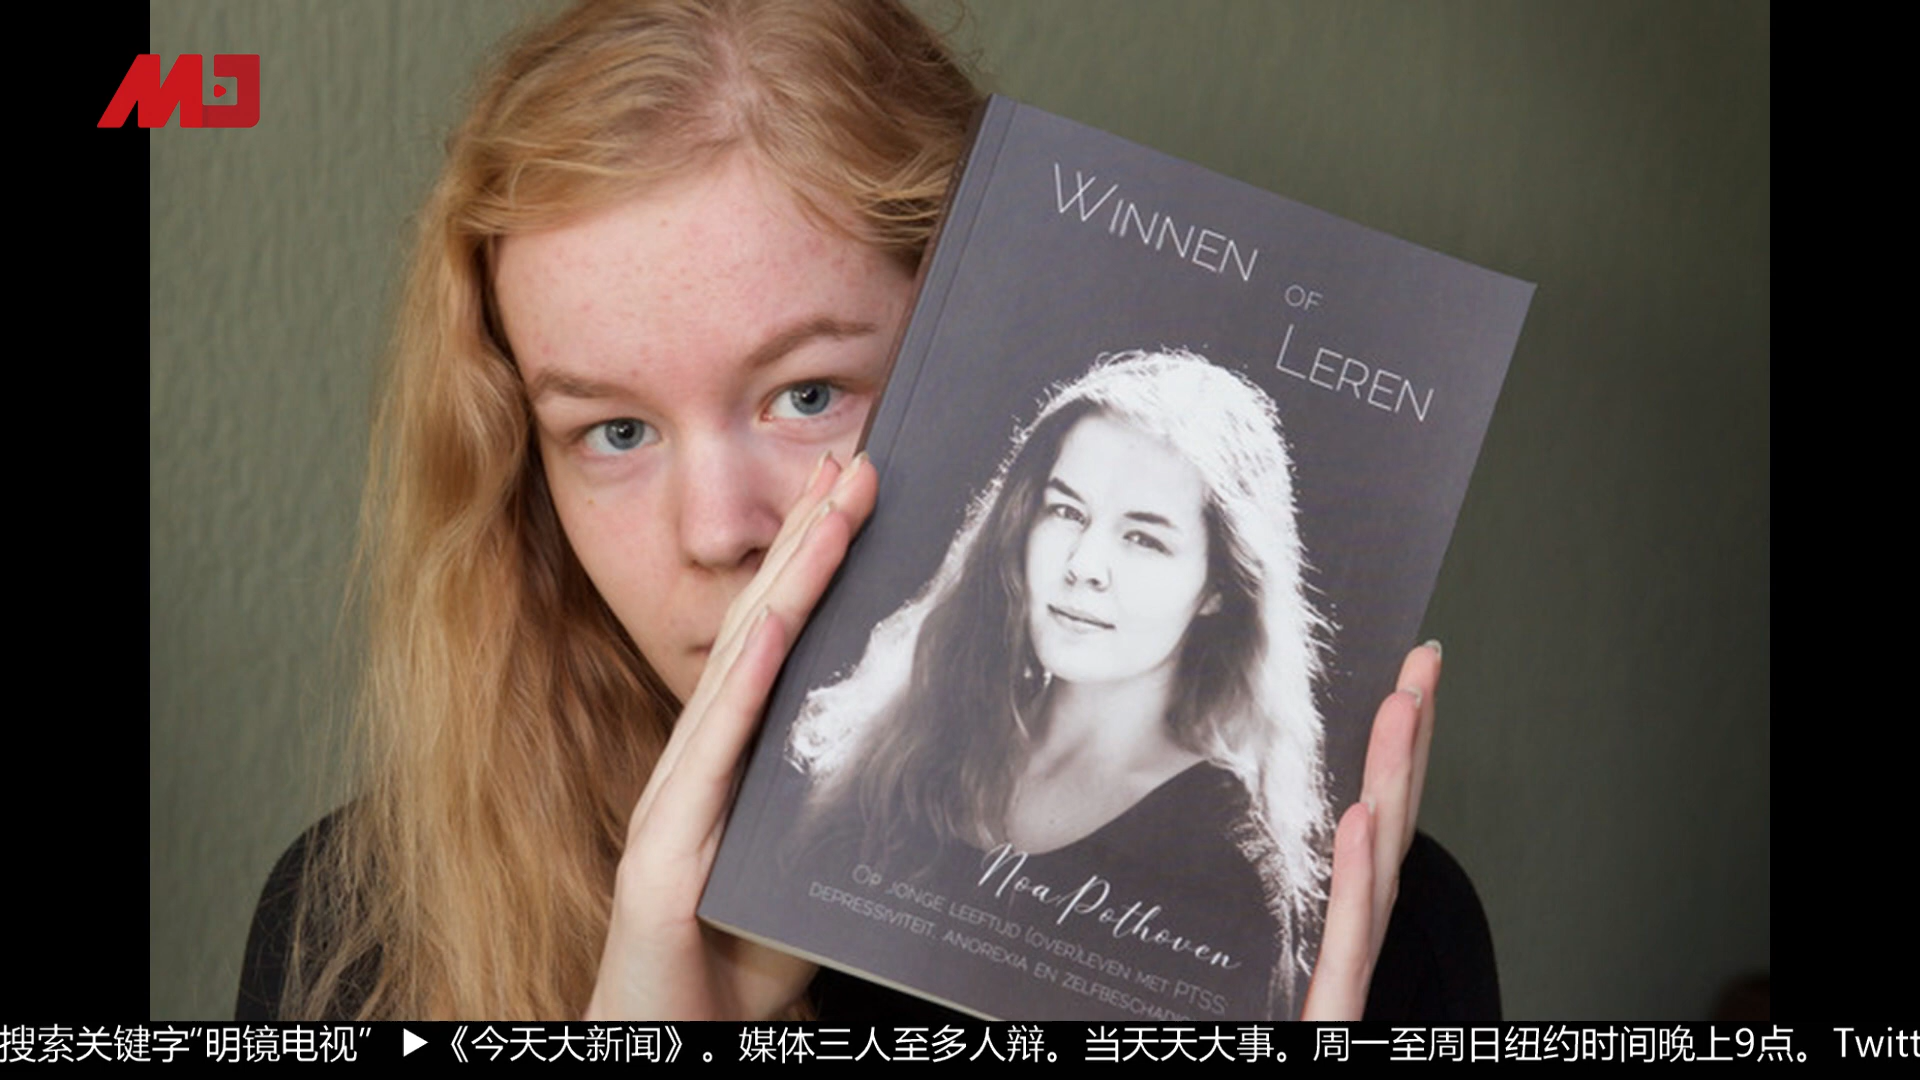 MJ
WINNEN
OF
LEREN
Noa Pothoven
OP JONGE LEEFTIJD (OVER)LEVEN MET PTSS,
DEPRESSIVITEIT, ANOREXIA EN
搜索关键字“明镜电视” ▶《今天大新闻》。媒体三人至多人辩。当天天大事。周一至周日纽约时间晚上9点。Twitt